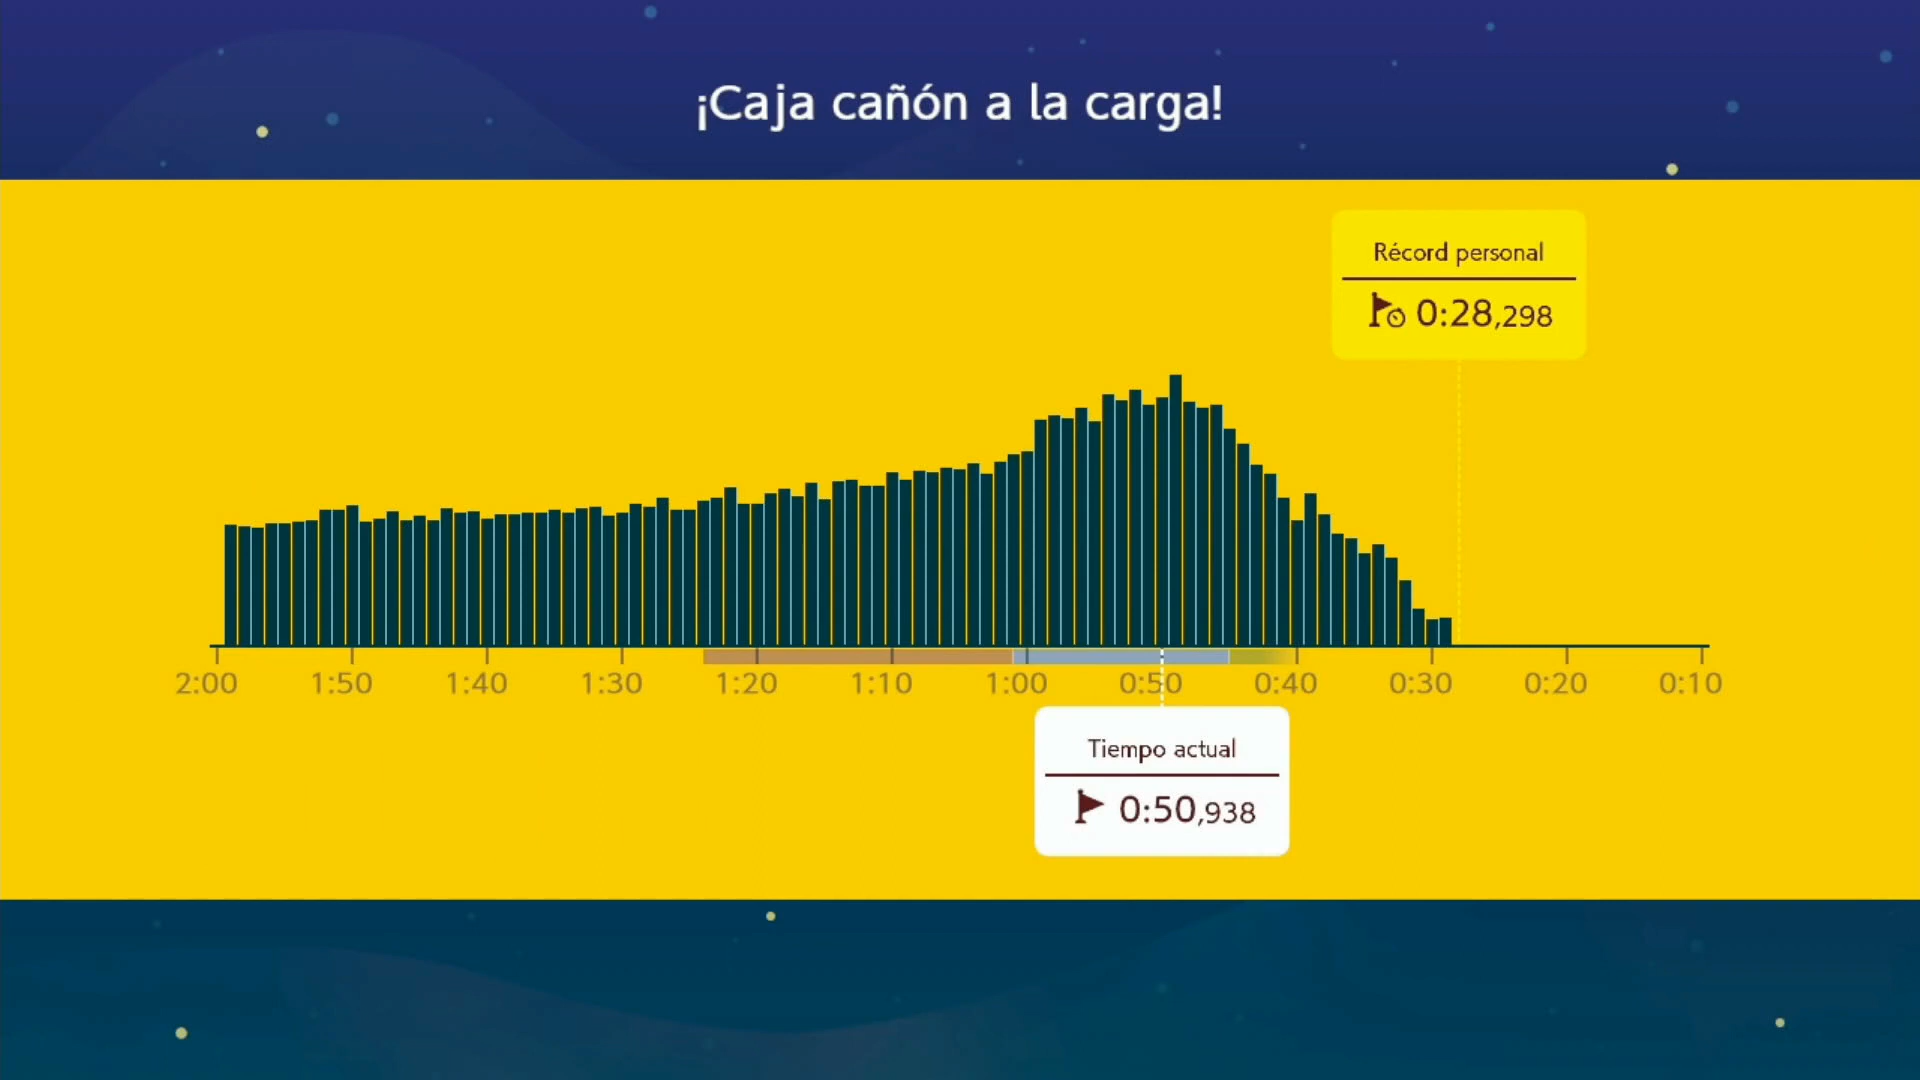 ¡Caja cañón a la carga!
Récord personal
0:28,298
2:00 1:50 1:40 1:30 1:20 1:10 1:00 0:50 0:40 0:30 0:20 0:10
Tiempo actual
0:50,938